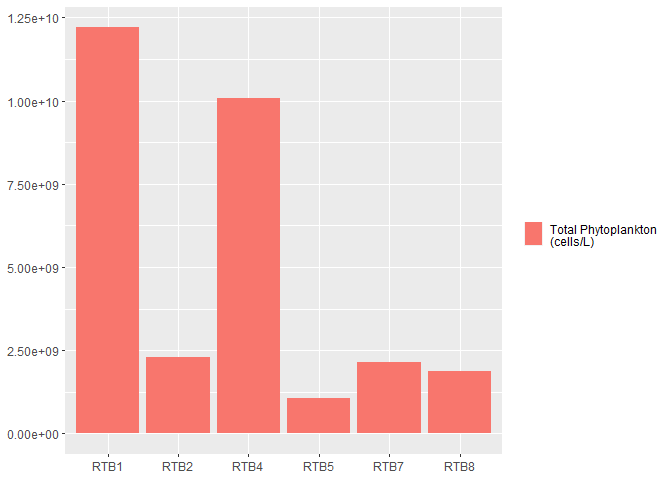 1.25e+10
1.00e+10
7.50e+09
5.00e+09
2.50e+09
0.00e+00
RTB1 RTB2 RTB4 RTB5 RTB7 RTB8
Total Phytoplankton
(cells/L)